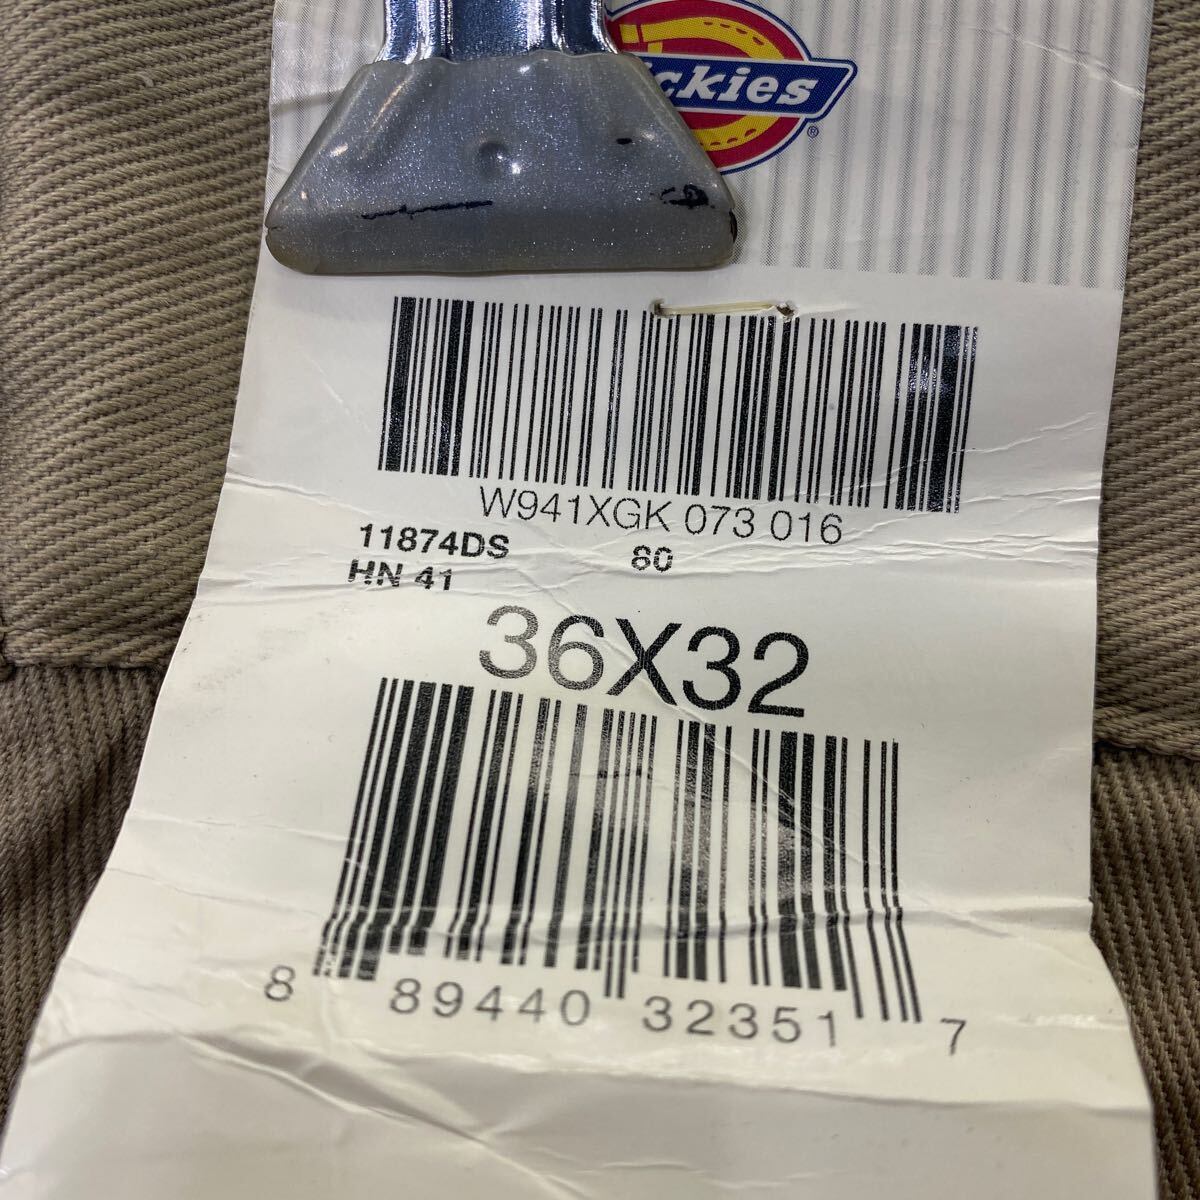 ckies
®
W941XGK 073 016
11874DS 80
HN 41
36X32
8 89440 32351 7